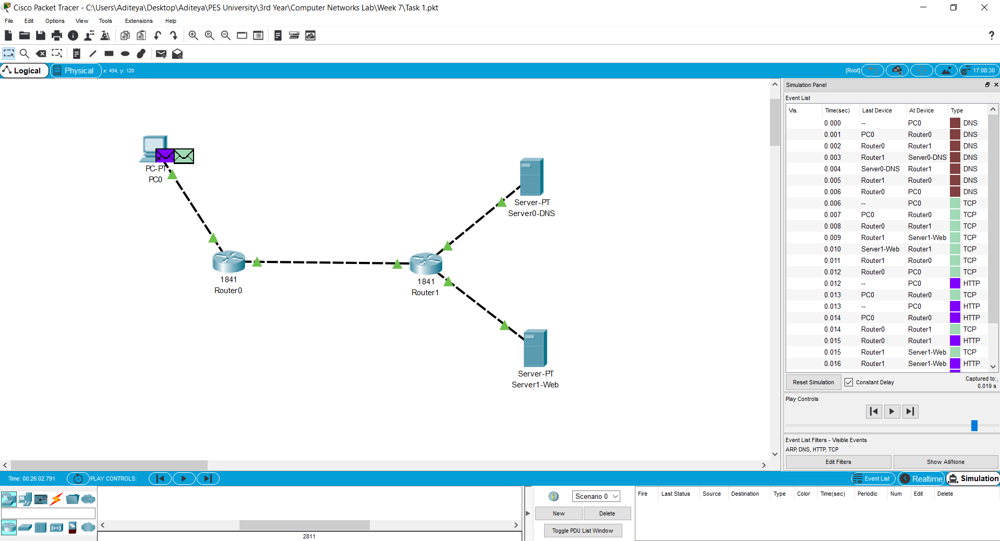 Cisco Packet Tracer - C:\Users\Aditeya\Desktop\Aditeya\PES University\3rd Year\Computer Networks Lab\Week 7\Task 1.pkt
File Edit Options View Tools Extensions Help
?
Logical Physical x: 434, y: 120 [Root] 17:08:30
Simulation Panel
Event List
Vis. Time(sec) Last Device At Device Type
0.000 -- PC0 DNS
0.001 PC0 Router0 DNS
0.002 Router0 Router1 DNS
0.003 Router1 Server0-DNS DNS
0.004 Server0-DNS Router1 DNS
0.005 Router1 Router0 DNS
0.006 Router0 PC0 DNS
0.006 -- PC0 TCP
0.007 PC0 Router0 TCP
0.008 Router0 Router1 TCP
0.009 Router1 Server1-Web TCP
0.010 Server1-Web Router1 TCP
0.011 Router1 Router0 TCP
0.012 Router0 PC0 TCP
0.012 -- PC0 HTTP
0.013 PC0 Router0 TCP
0.013 -- PC0 HTTP
0.014 PC0 Router0 HTTP
0.014 Router0 Router1 TCP
0.015 Router0 Router1 HTTP
0.015 Router1 Server1-Web TCP
0.016 Router1 Server1-Web HTTP
Reset Simulation Constant Delay Captured to:
0.019 s
Play Controls
Event List Filters - Visible Events
ARP, DNS, HTTP, TCP
Edit Filters Show All/None
PC-PT
PC0
Server-PT
Server0-DNS
1841
Router0
1841
Router1
Server-PT
Server1-Web
Time: 00:26:02.791 PLAY CONTROLS: Event List Realtime Simulation
2811
Scenario 0
New Delete
Toggle PDU List Window
Fire Last Status Source Destination Type Color Time(sec) Periodic Num Edit Delete